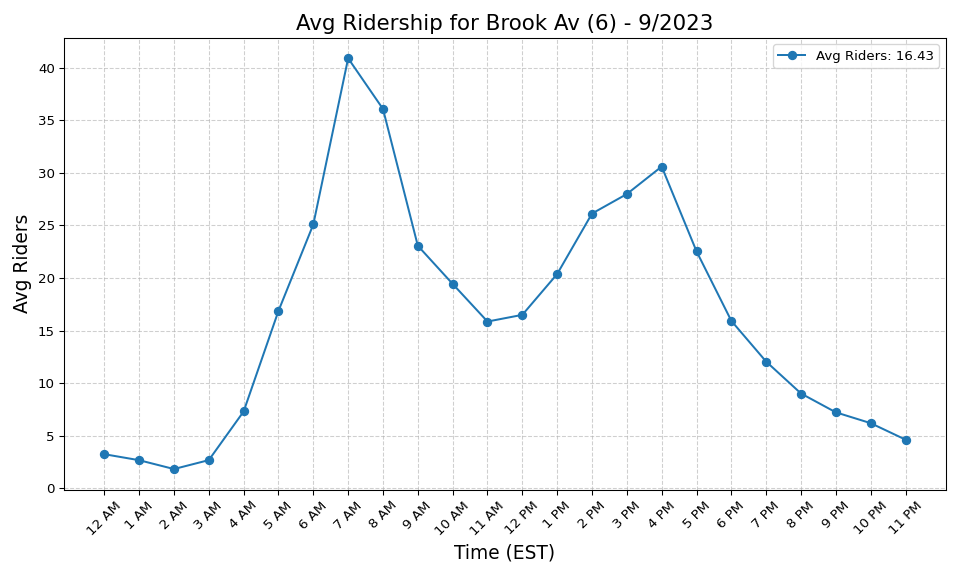 Avg Ridership for Brook Av (6) - 9/2023
Avg Riders: 16.43
Avg Riders
40
35
30
25
20
15
10
5
0
12 AM
1 AM
2 AM
3 AM
4 AM
5 AM
6 AM
7 AM
8 AM
9 AM
10 AM
11 AM
12 PM
1 PM
2 PM
3 PM
4 PM
5 PM
6 PM
7 PM
8 PM
9 PM
10 PM
11 PM
Time (EST)